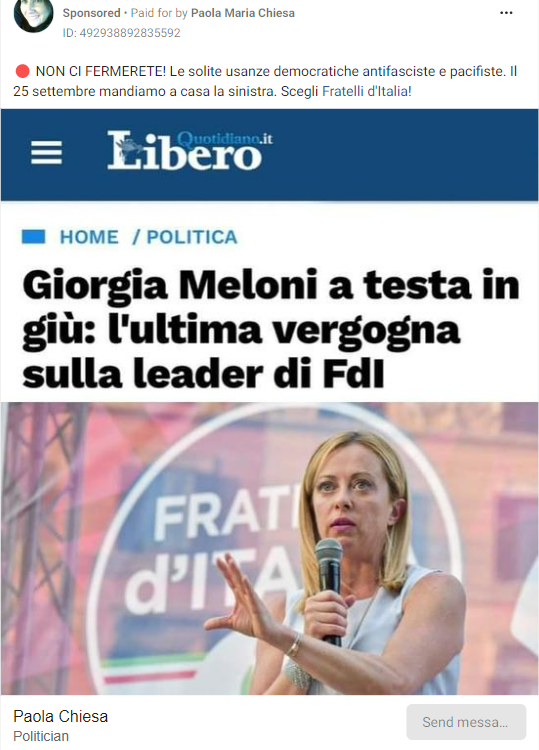 Sponsored • Paid for by Paola Maria Chiesa
ID: 492938892835592
🔴 NON CI FERMERETE! Le solite usanze democratiche antifasciste e pacifiste. Il
25 settembre mandiamo a casa la sinistra. Scegli Fratelli d'Italia!
Libero Quotidiano.it
HOME / POLITICA
Giorgia Meloni a testa in
giù: l'ultima vergogna
sulla leader di FdI
FRATI
d'ITA
Paola Chiesa
Politician
Send messa...